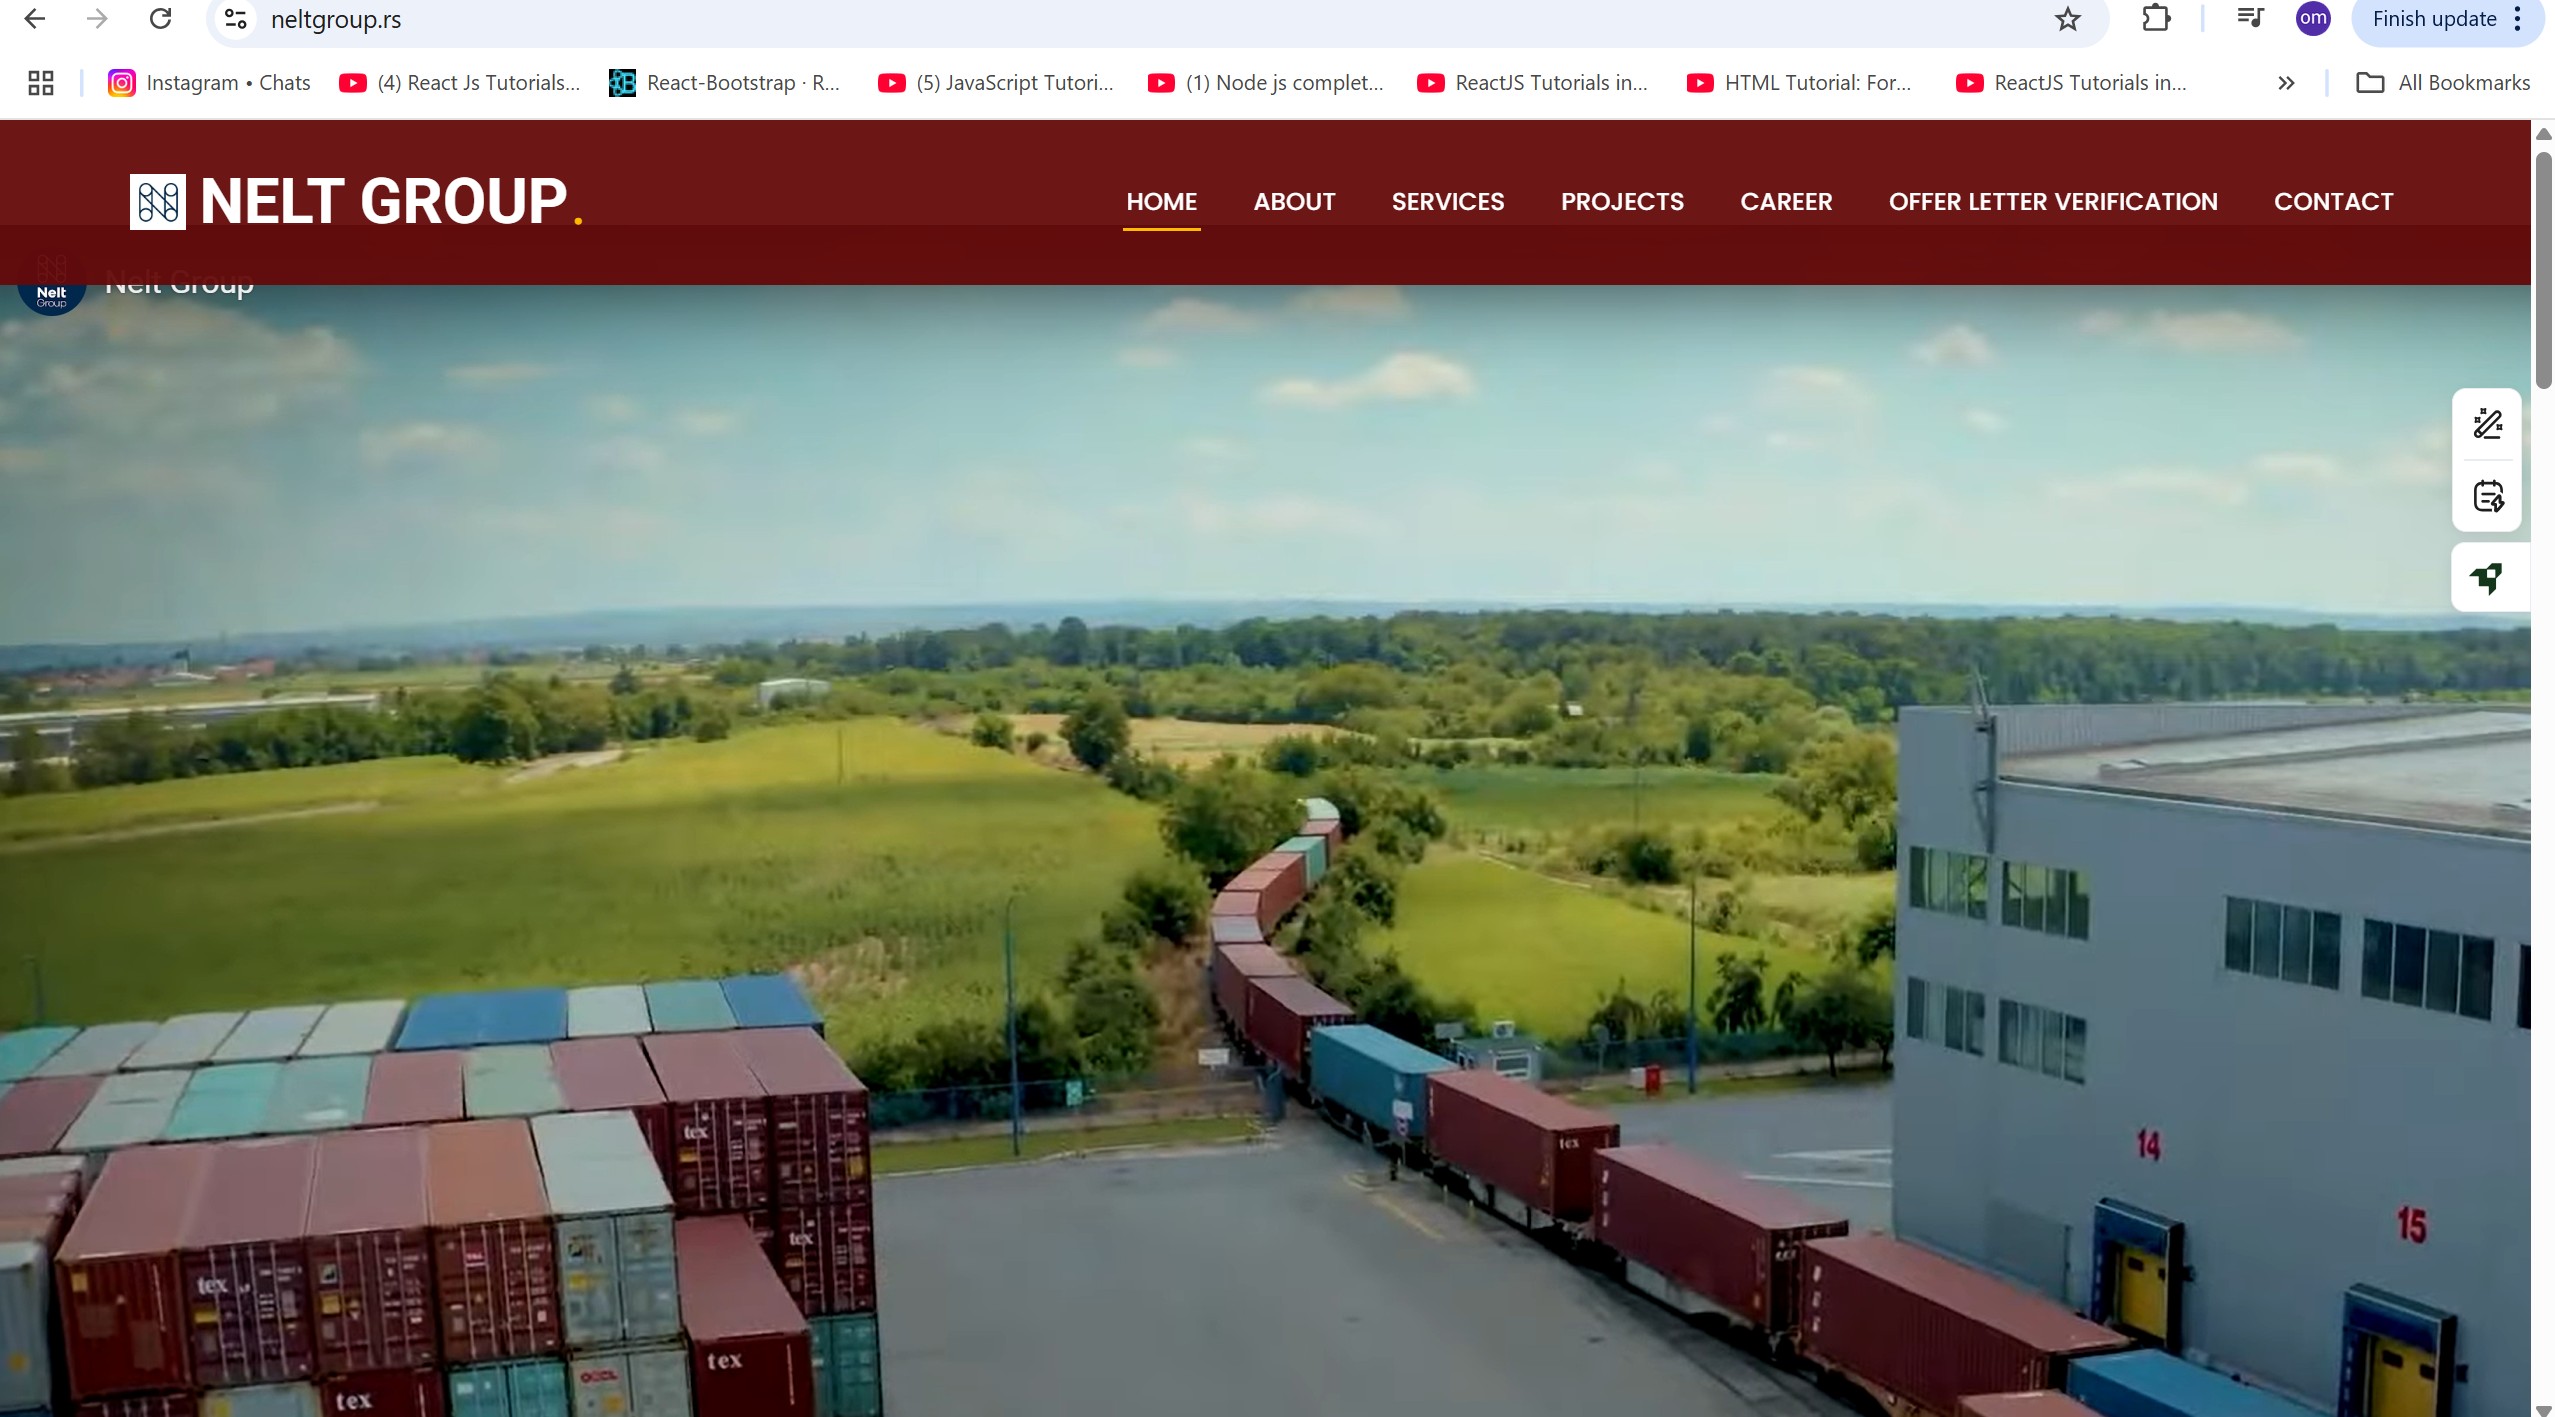 neltgroup.rs
om
Finish update
Instagram • Chats
(4) React Js Tutorials...
React-Bootstrap · R...
(5) JavaScript Tutori...
(1) Node js complet...
ReactJS Tutorials in...
HTML Tutorial: For...
ReactJS Tutorials in...
All Bookmarks
NELT GROUP.
HOME
ABOUT
SERVICES
PROJECTS
CAREER
OFFER LETTER VERIFICATION
CONTACT
Nelt
Group
Nelt Group
tex
tex
14
tex
15
tex
tex
tex